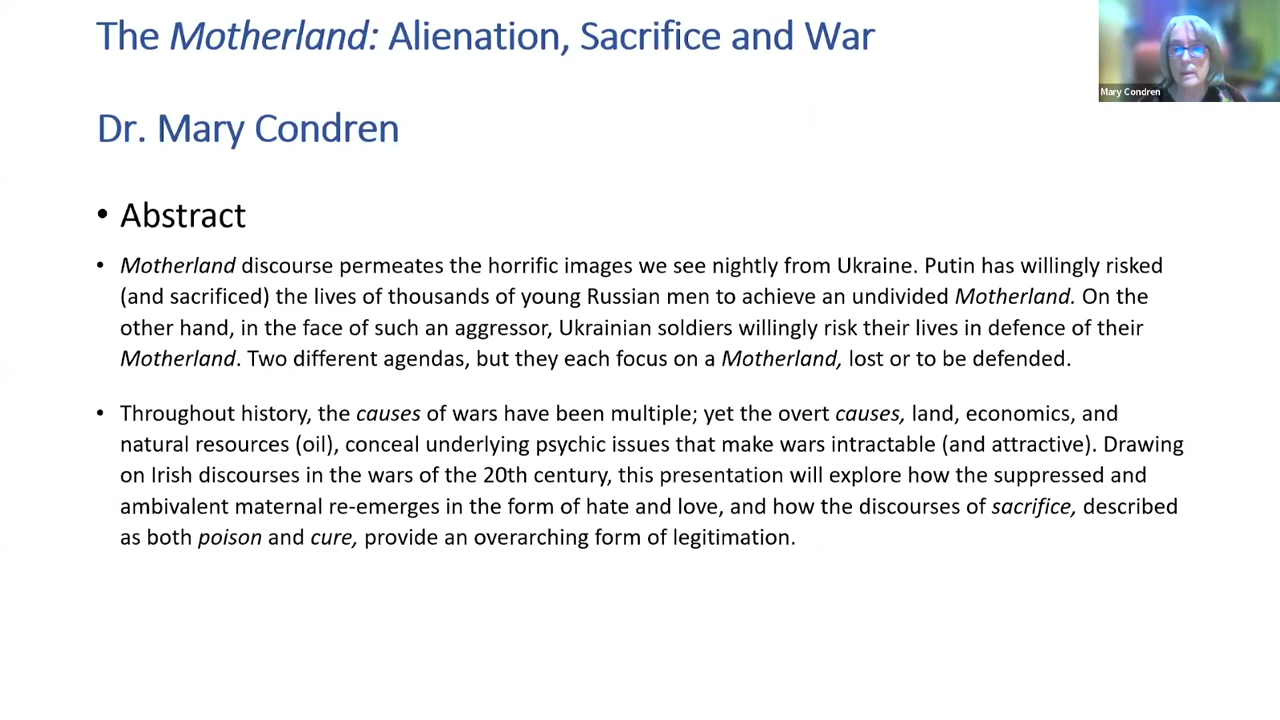 The Motherland: Alienation, Sacrifice and War
Mary Condren
Dr. Mary Condren
• Abstract
• Motherland discourse permeates the horrific images we see nightly from Ukraine. Putin has willingly risked
(and sacrificed) the lives of thousands of young Russian men to achieve an undivided Motherland. On the
other hand, in the face of such an aggressor, Ukrainian soldiers willingly risk their lives in defence of their
Motherland. Two different agendas, but they each focus on a Motherland, lost or to be defended.
• Throughout history, the causes of wars have been multiple; yet the overt causes, land, economics, and
natural resources (oil), conceal underlying psychic issues that make wars intractable (and attractive). Drawing
on Irish discourses in the wars of the 20th century, this presentation will explore how the suppressed and
ambivalent maternal re-emerges in the form of hate and love, and how the discourses of sacrifice, described
as both poison and cure, provide an overarching form of legitimation.